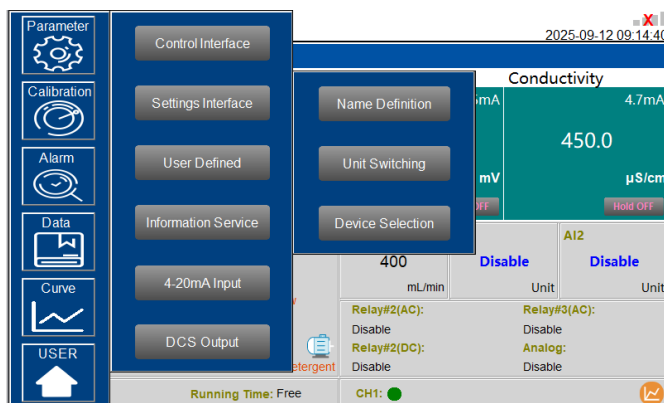 Parameter
Calibration
Alarm
Data
Curve
USER
Control Interface
Settings Interface
User Defined
Information Service
4-20mA Input
DCS Output
Name Definition
Unit Switching
Device Selection
2025-09-12 09:14:40
Conductivity
mA
4.7mA
450.0
mV
µS/cm
Hold OFF
AI2
400
Disable
Disable
mL/min
Unit
Unit
Relay#2(AC):
Relay#3(AC):
Disable
Disable
Relay#2(DC):
Analog:
Disable
Disable
Running Time: Free
CH1: